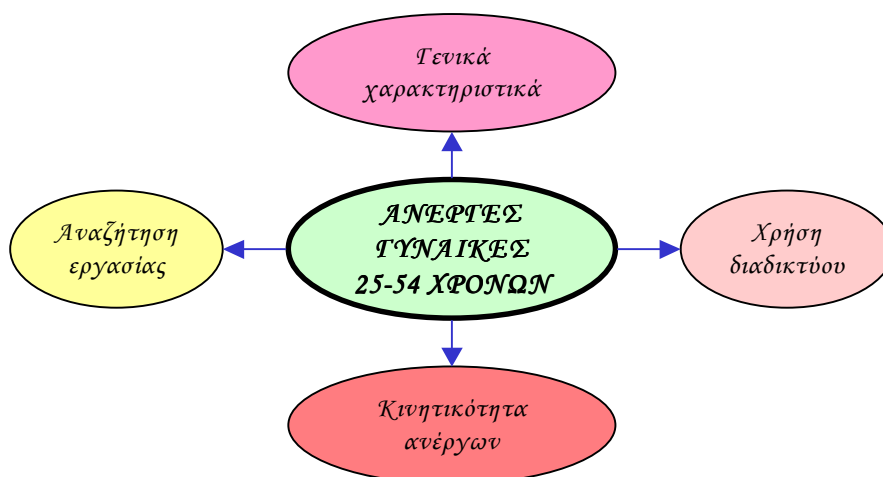 Γενικά
χαρακτηριστικά
Αναζήτηση
εργασίας
ΑΝΕΡΓΕΣ
ΓΥΝΑΙΚΕΣ
25-54 ΧΡΟΝΩΝ
Χρήση
διαδικτύου
Κινητικότητα
ανέργων